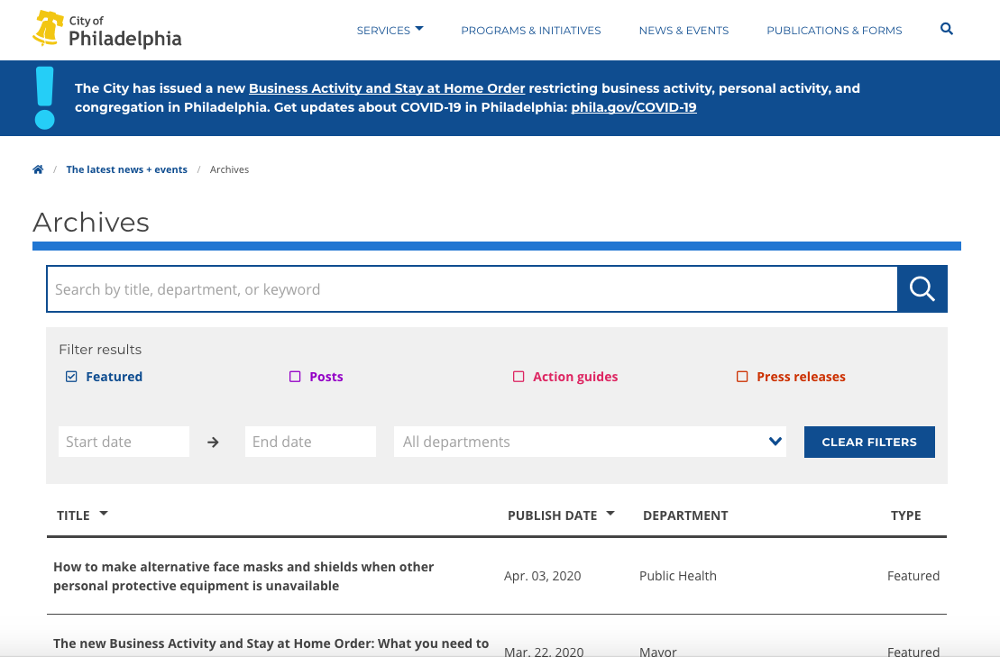 City of
Philadelphia
SERVICES
PROGRAMS & INITIATIVES
NEWS & EVENTS
PUBLICATIONS & FORMS
The City has issued a new Business Activity and Stay at Home Order restricting business activity, personal activity, and
congregation in Philadelphia. Get updates about COVID-19 in Philadelphia: phila.gov/COVID-19
/ The latest news + events / Archives
Archives
Search by title, department, or keyword
Filter results
Featured
Posts
Action guides
Press releases
Start date
End date
All departments
CLEAR FILTERS
TITLE
PUBLISH DATE
DEPARTMENT
TYPE
How to make alternative face masks and shields when other
personal protective equipment is unavailable
Apr. 03, 2020
Public Health
Featured
The new Business Activity and Stay at Home Order: What you need to
Mar. 22, 2020
Mayor
Featured